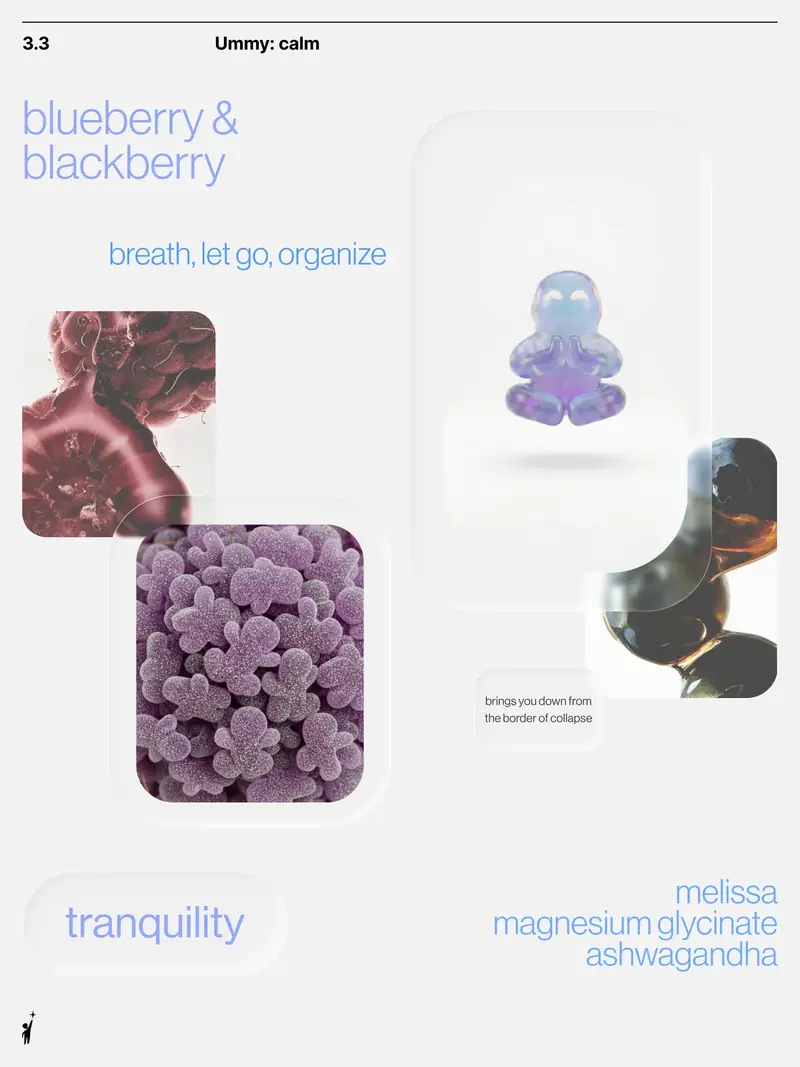 3.3
Ummy: calm
blueberry &
blackberry
breath, let go, organize
brings you down from
the border of collapse
tranquility
melissa
magnesium glycinate
ashwagandha